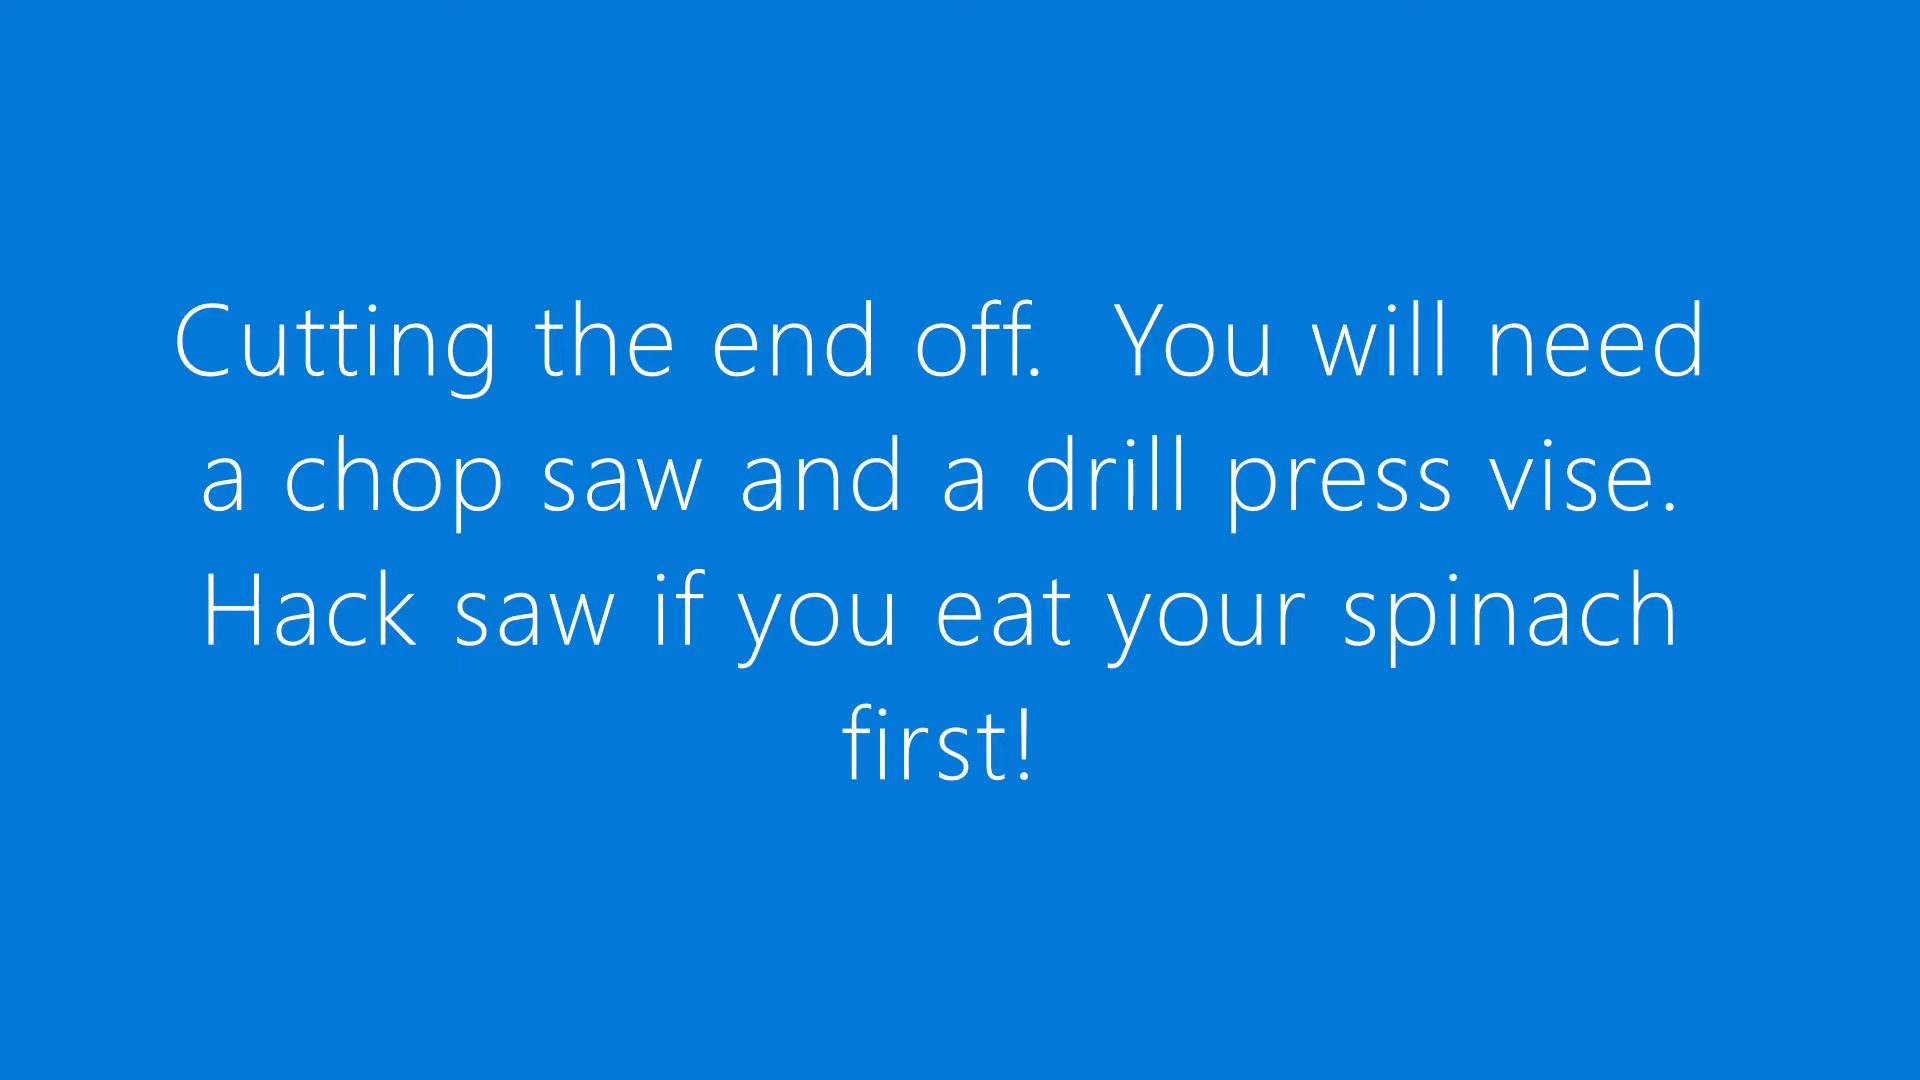 Cutting the end off.  You will need
a chop saw and a drill press vise.
Hack saw if you eat your spinach
first!